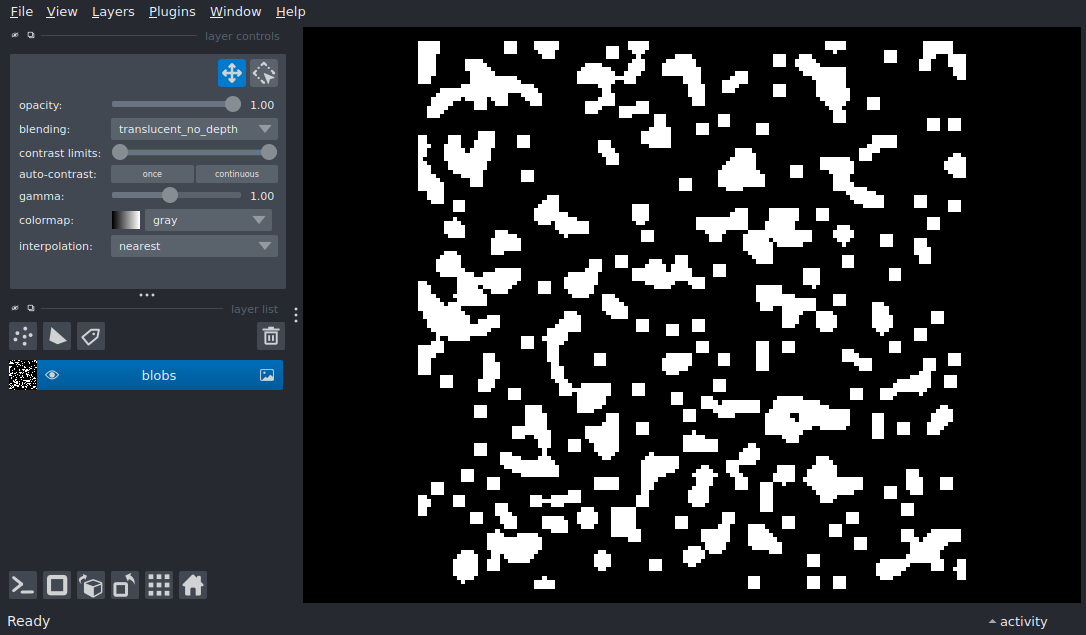 File View Layers Plugins Window Help
layer controls
opacity: 1.00
blending: translucent_no_depth
contrast limits:
auto-contrast: once continuous
gamma: 1.00
colormap: gray
interpolation: nearest
layer list
blobs
Ready
activity